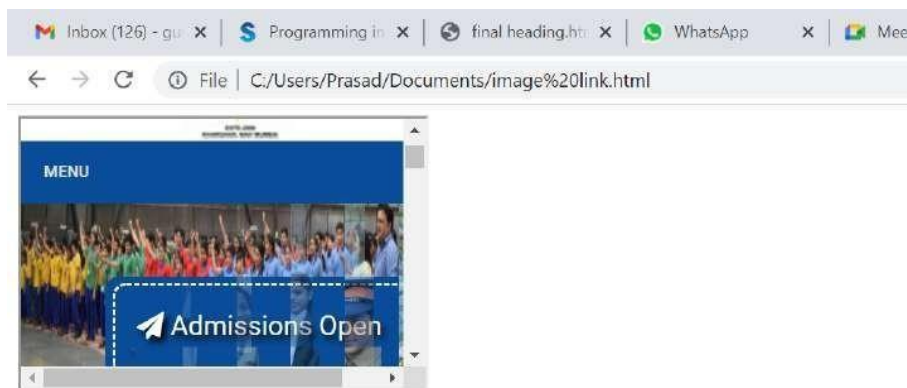 Inbox (126) - gu
Programming in
final heading.ht
WhatsApp
Mee
File
C:/Users/Prasad/Documents/image%20link.html
MENU
Admissions Open